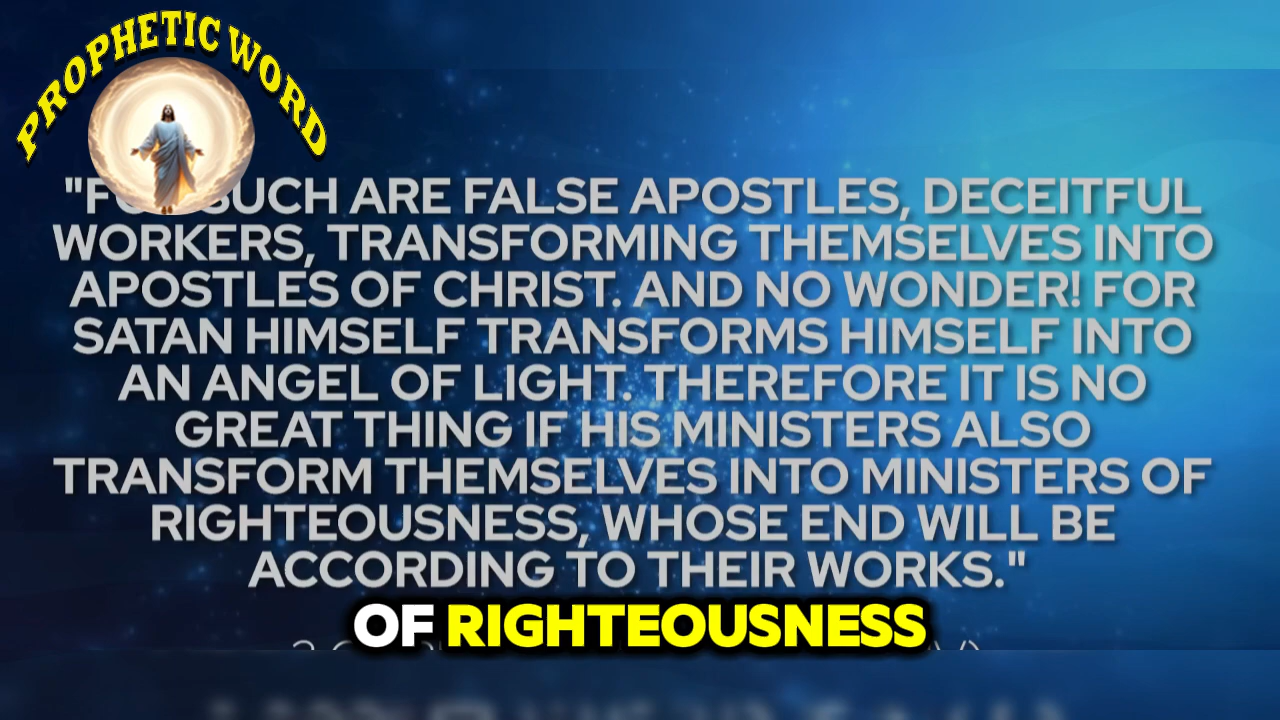 PROPHETIC WORD
"F SUCH ARE FALSE APOSTLES, DECEITFUL
WORKERS, TRANSFORMING THEMSELVES INTO
APOSTLES OF CHRIST. AND NO WONDER! FOR
SATAN HIMSELF TRANSFORMS HIMSELF INTO
AN ANGEL OF LIGHT. THEREFORE IT IS NO
GREAT THING IF HIS MINISTERS ALSO
TRANSFORM THEMSELVES INTO MINISTERS OF
RIGHTEOUSNESS, WHOSE END WILL BE
ACCORDING TO THEIR WORKS."
OF RIGHTEOUSNESS